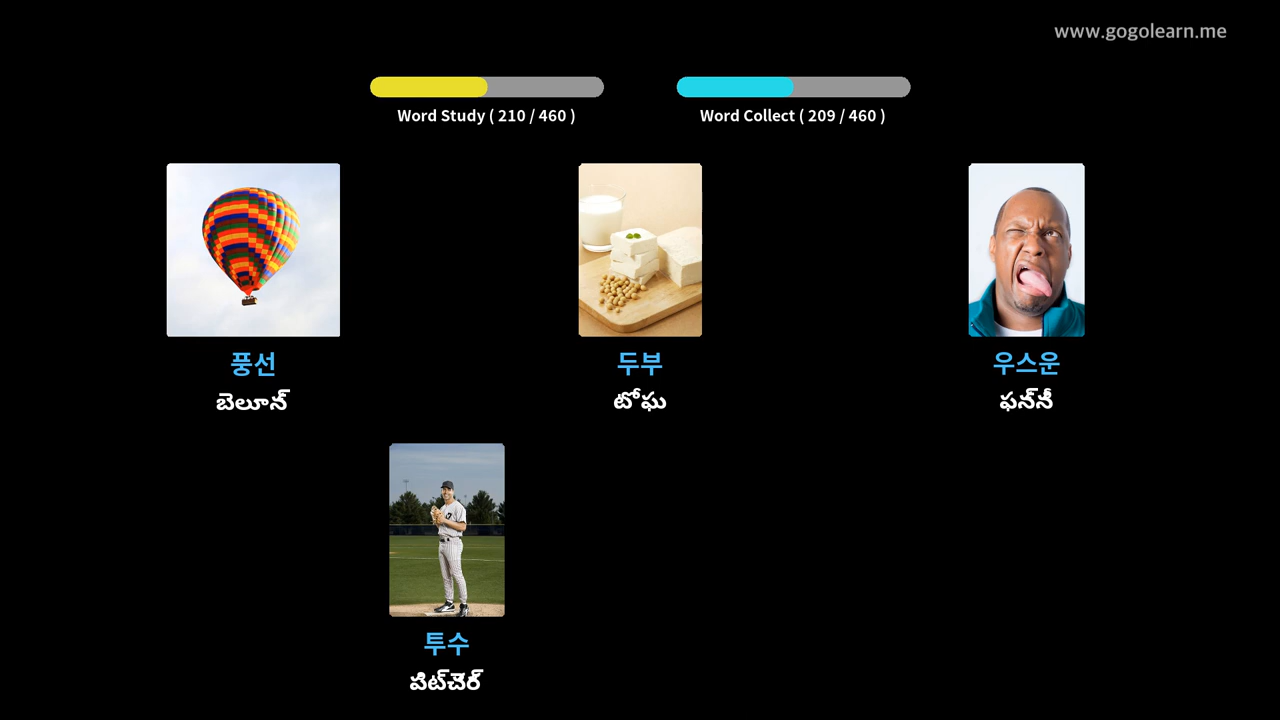 www.gogolearn.me
Word Study ( 210 / 460 )
Word Collect ( 209 / 460 )
풍선
బెలూన్
두부
టోఘు
우스운
ఫన్నీ
투수
పిట్‌చెర్